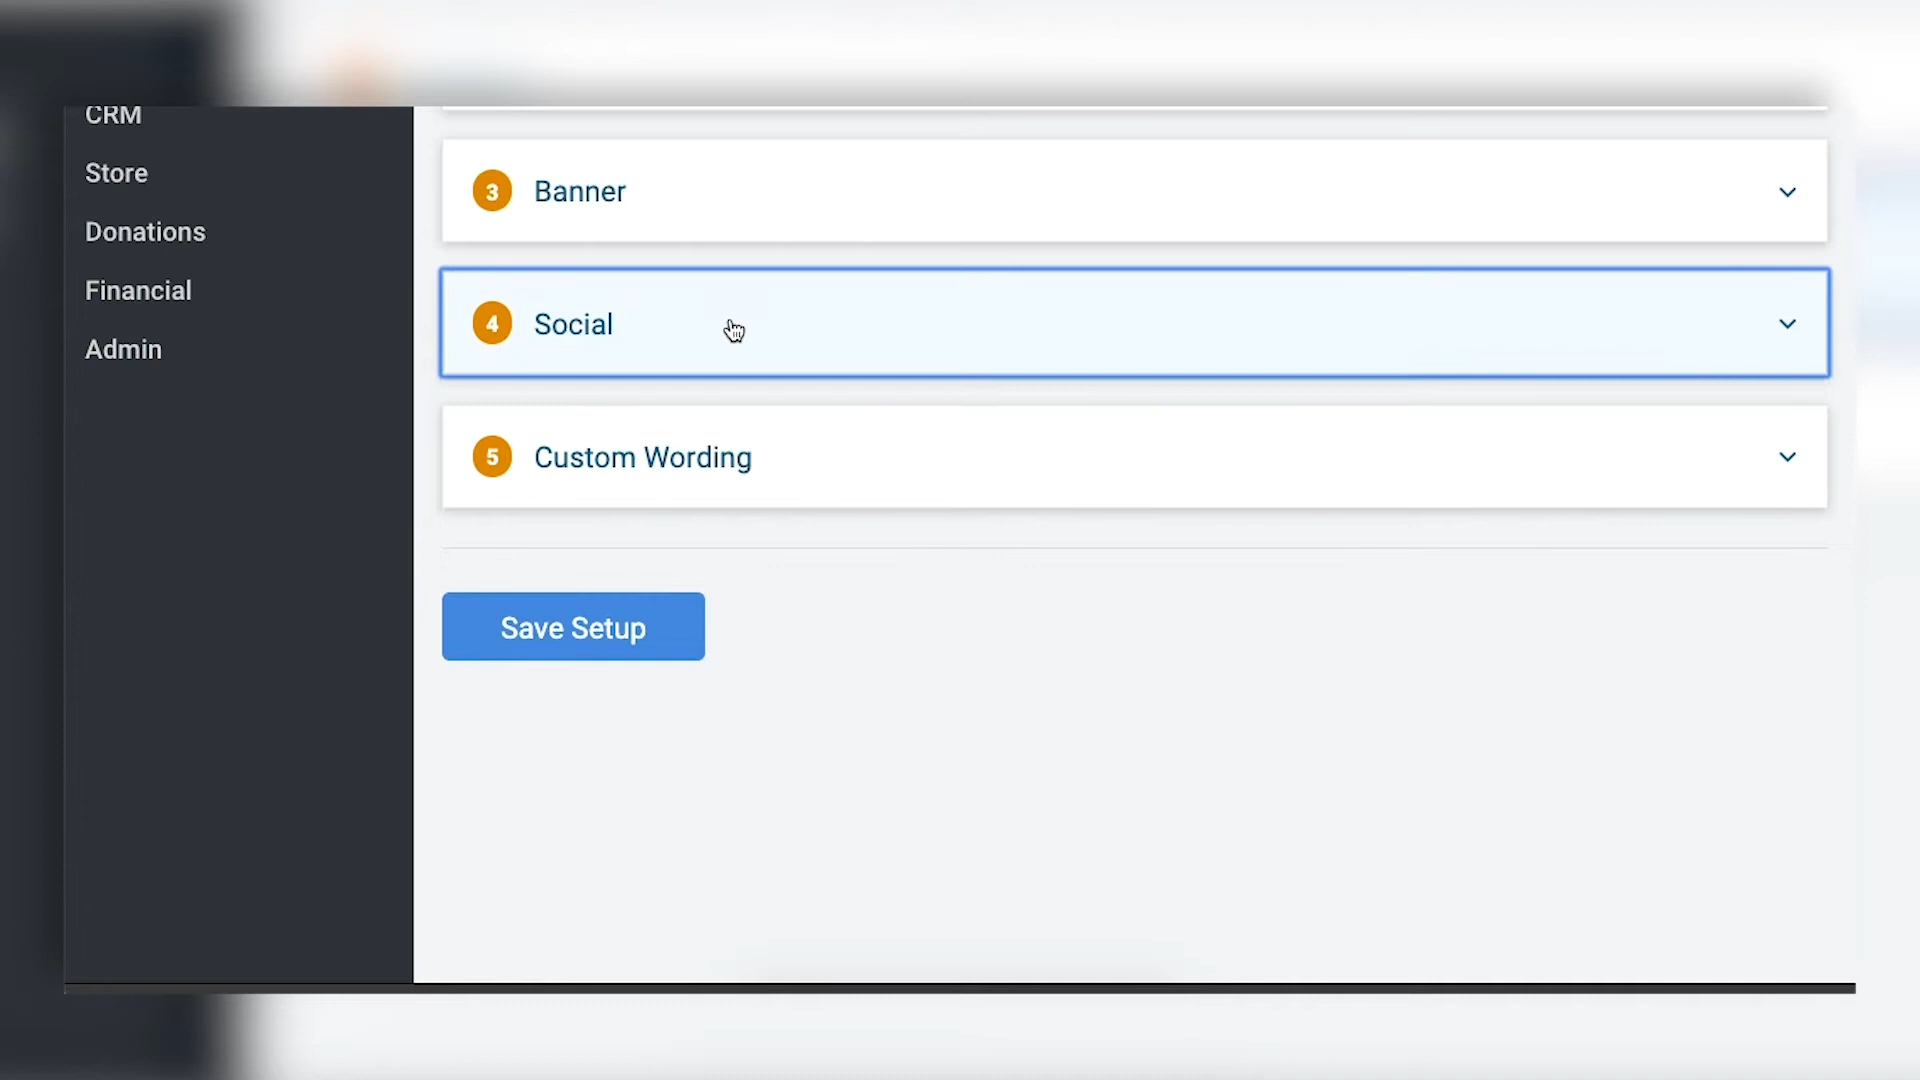 CRM
Store
Donations
Financial
Admin
3 Banner
4 Social
5 Custom Wording
Save Setup